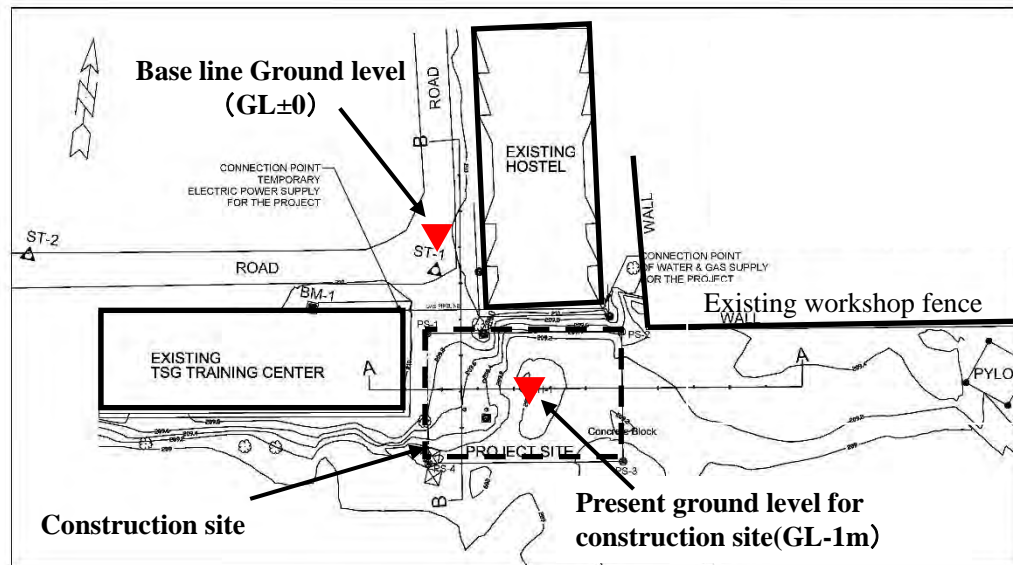 Base line Ground level
（GL±0）
ROAD
B
EXISTING
HOSTEL
CONNECTION POINT
TEMPORARY
ELECTRIC POWER SUPPLY
FOR THE PROJECT
WALL
ST-2
ST-1
ROAD
CONNECTION POINT
OF WATER & GAS SUPPLY
FOR THE PROJECT
BM-1
Existing workshop fence
WALL
PS-1
PS-2
EXISTING
TSG TRAINING CENTER
A
A
PYLO
Concrete Block
PROJECT SITE
PS-4
PS-3
B
Construction site
Present ground level for
construction site(GL-1m）